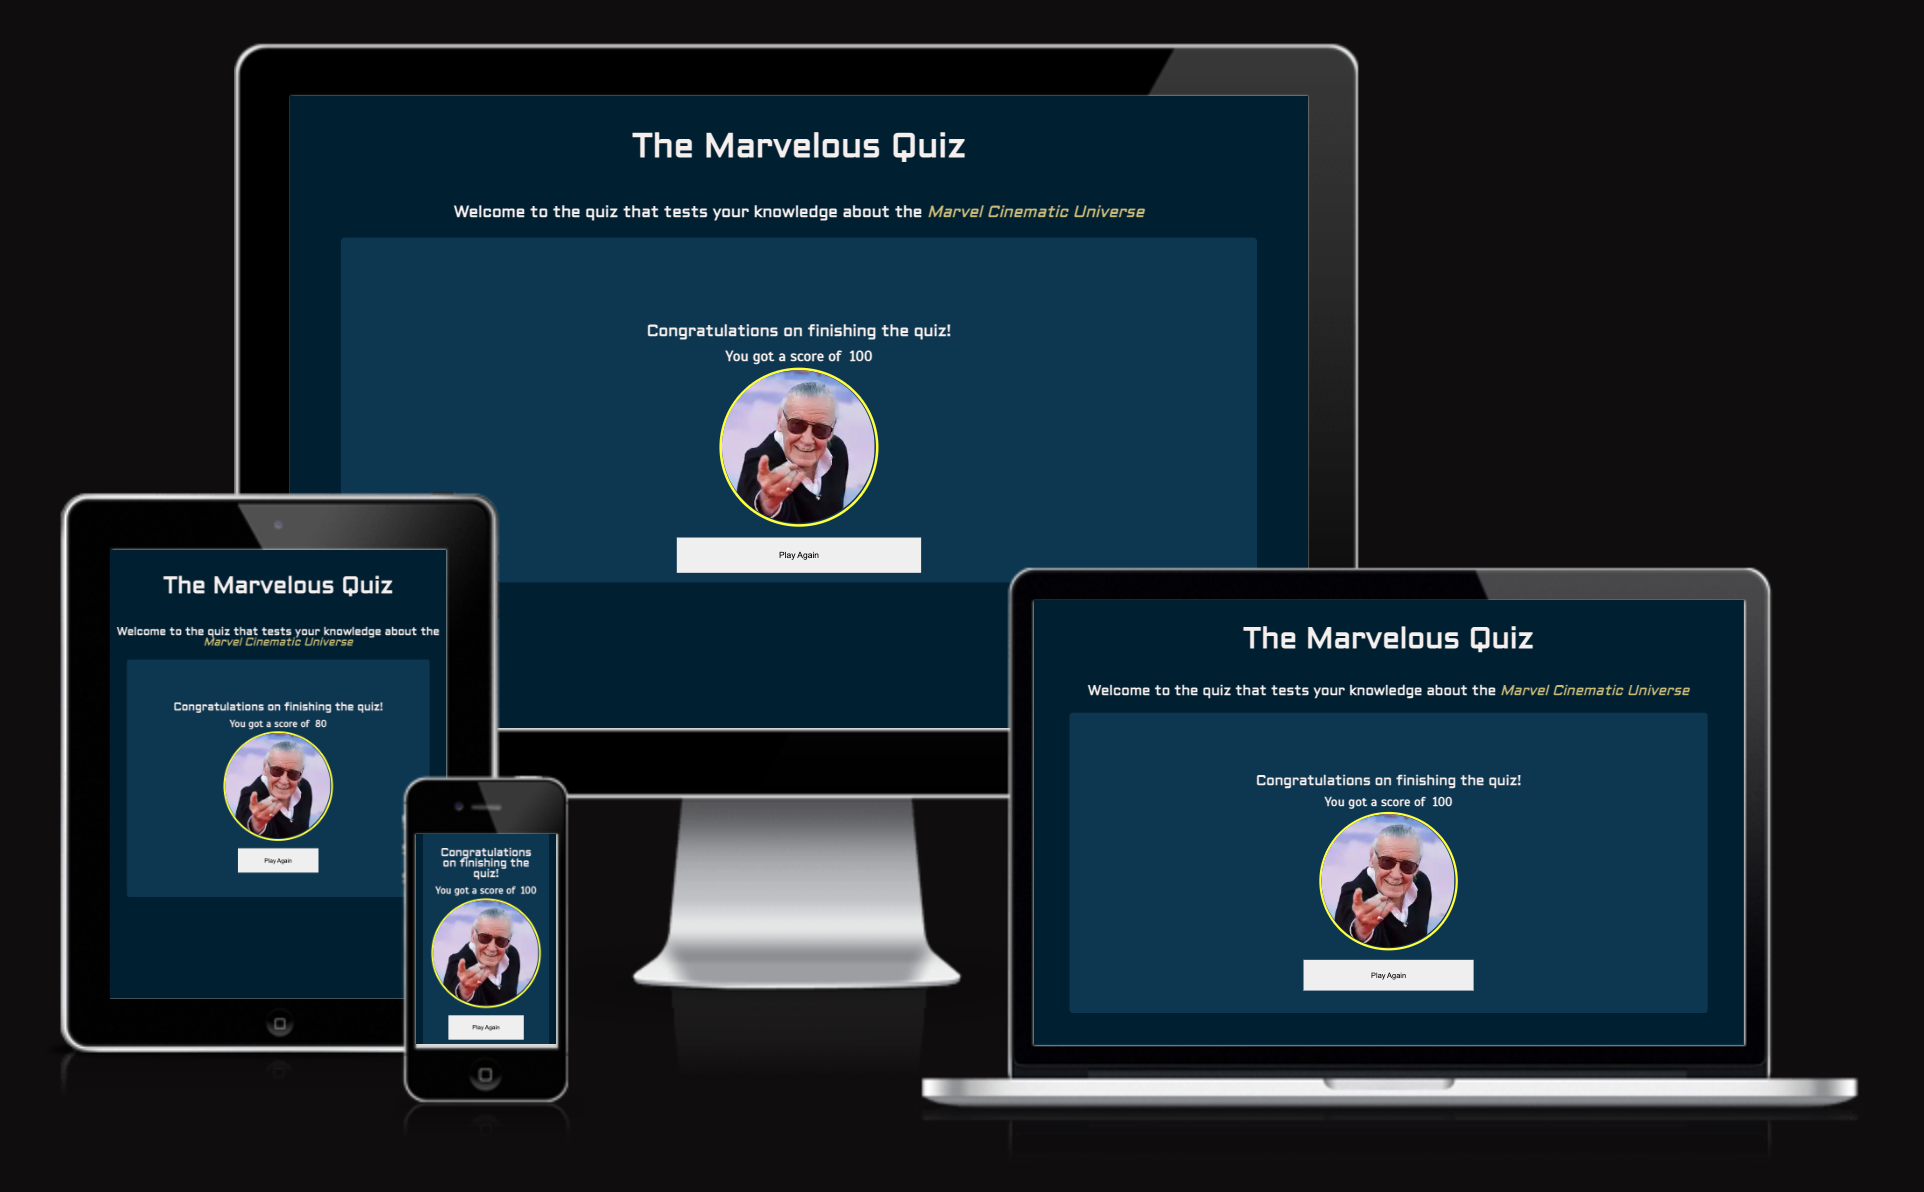 The Marvelous Quiz
Welcome to the quiz that tests your knowledge about the Marvel Cinematic Universe
Congratulations on finishing the quiz!
You got a score of 100
Play Again
The Marvelous Quiz
Welcome to the quiz that tests your knowledge about the
Marvel Cinematic Universe
Congratulations on finishing the quiz!
You got a score of 80
Play Again
Congratulations
on finishing the
quiz!
You got a score of 100
Play Again
The Marvelous Quiz
Welcome to the quiz that tests your knowledge about the Marvel Cinematic Universe
Congratulations on finishing the quiz!
You got a score of 100
Play Again